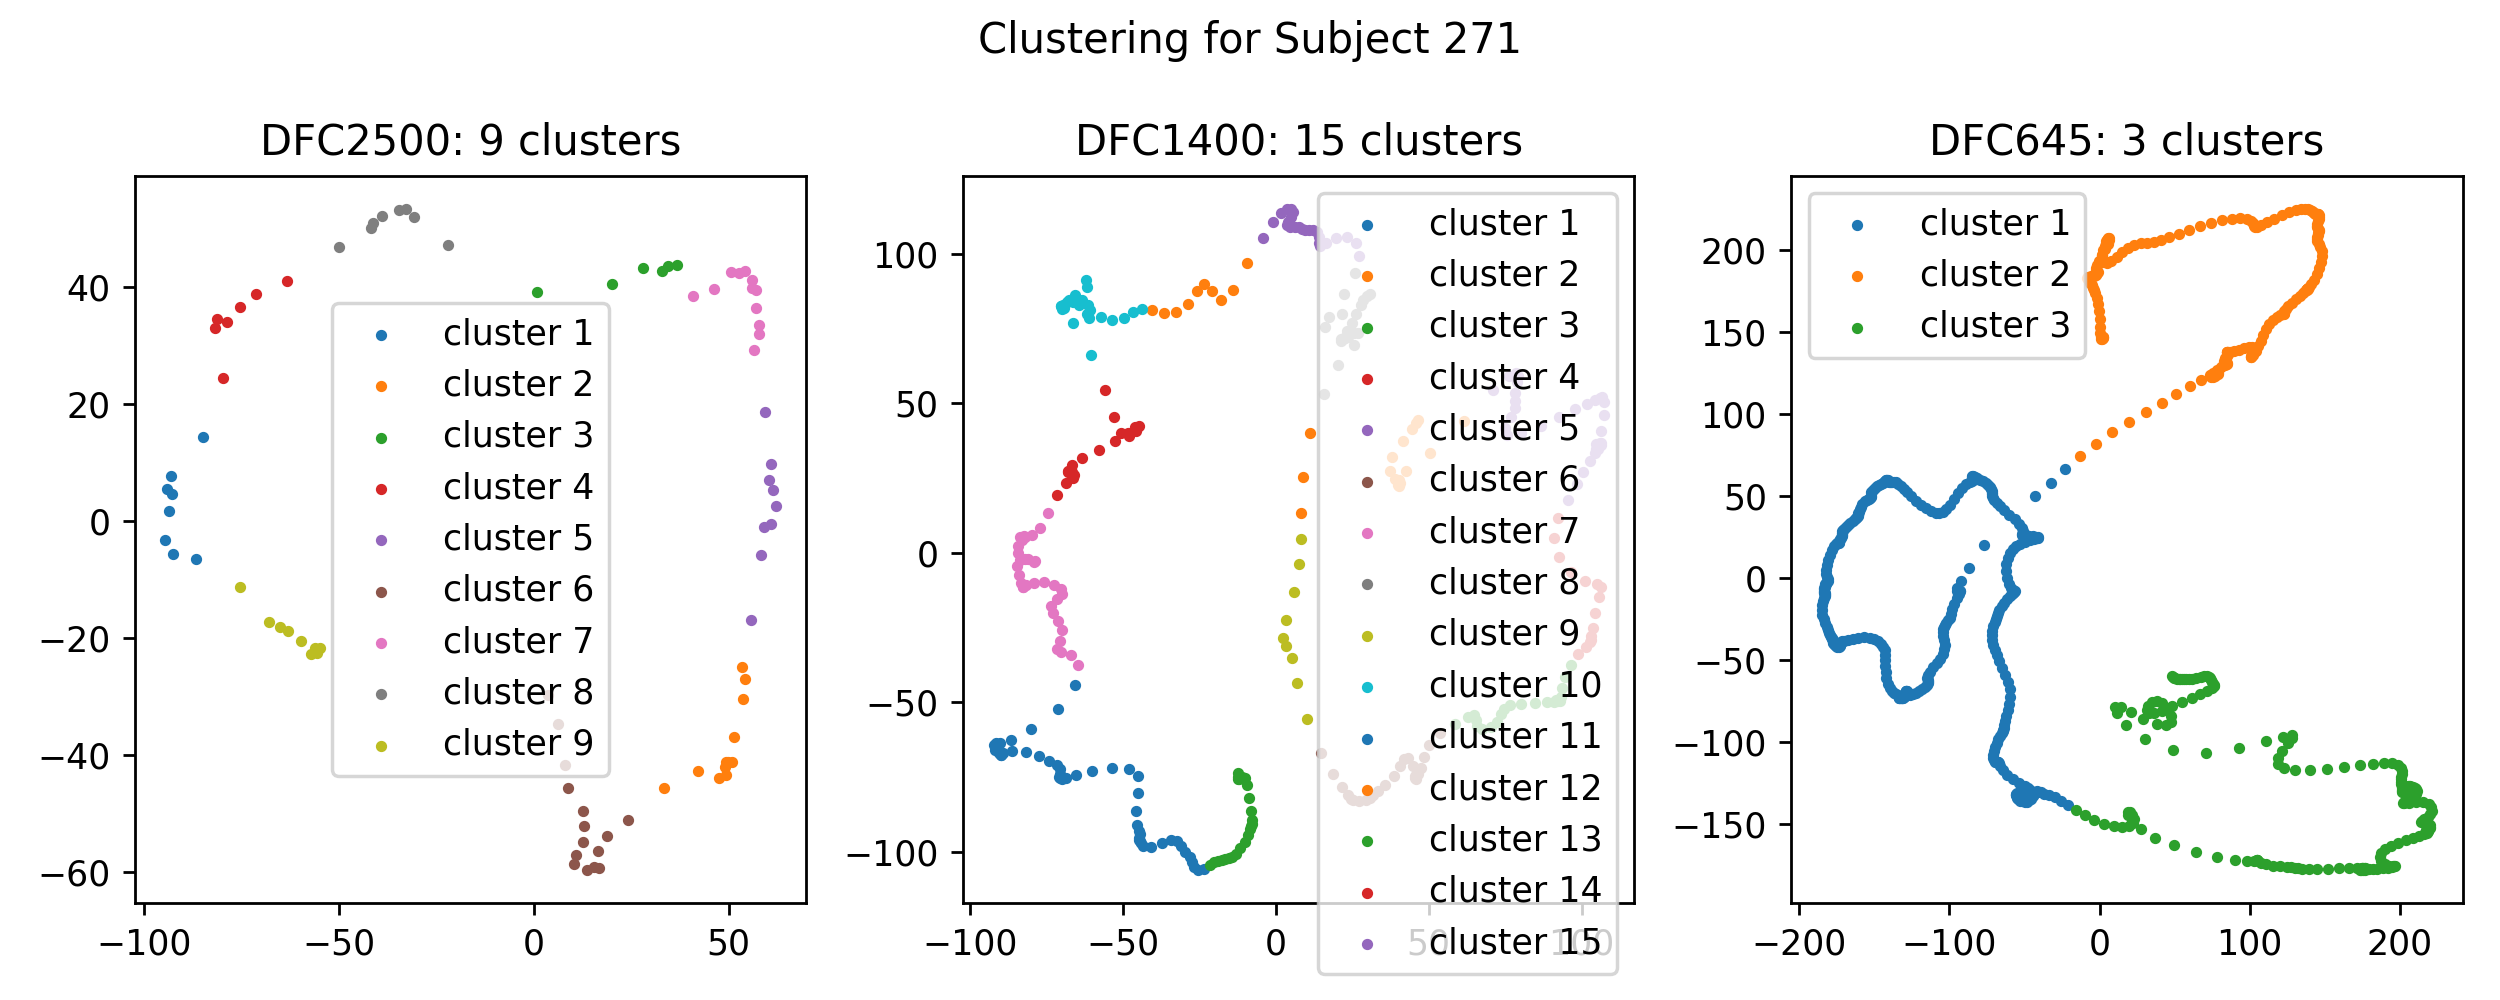 Clustering for Subject 271
DFC2500: 9 clusters
40
20
0
−20
−40
−60
−100
−50
0
50
cluster 1
cluster 2
cluster 3
cluster 4
cluster 5
cluster 6
cluster 7
cluster 8
cluster 9
DFC1400: 15 clusters
100
50
0
−50
−100
−100
−50
0
50
100
cluster 1
cluster 2
cluster 3
cluster 4
cluster 5
cluster 6
cluster 7
cluster 8
cluster 9
cluster 10
cluster 11
cluster 12
cluster 13
cluster 14
cluster 15
DFC645: 3 clusters
200
150
100
50
0
−50
−100
−150
−200
−100
0
100
200
cluster 1
cluster 2
cluster 3